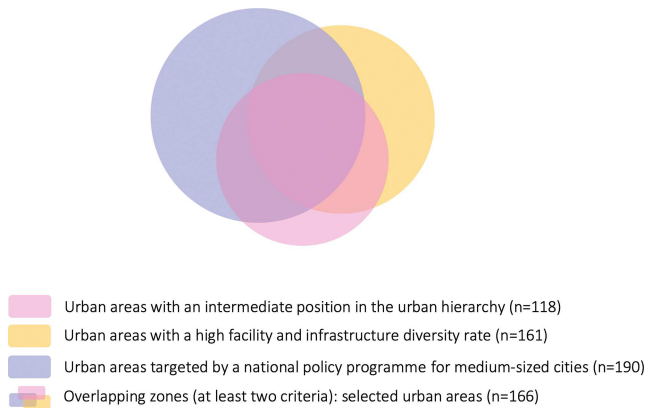 Urban areas with an intermediate position in the urban hierarchy (n=118)
Urban areas with a high facility and infrastructure diversity rate (n=161)
Urban areas targeted by a national policy programme for medium-sized cities (n=190)
Overlapping zones (at least two criteria): selected urban areas (n=166)